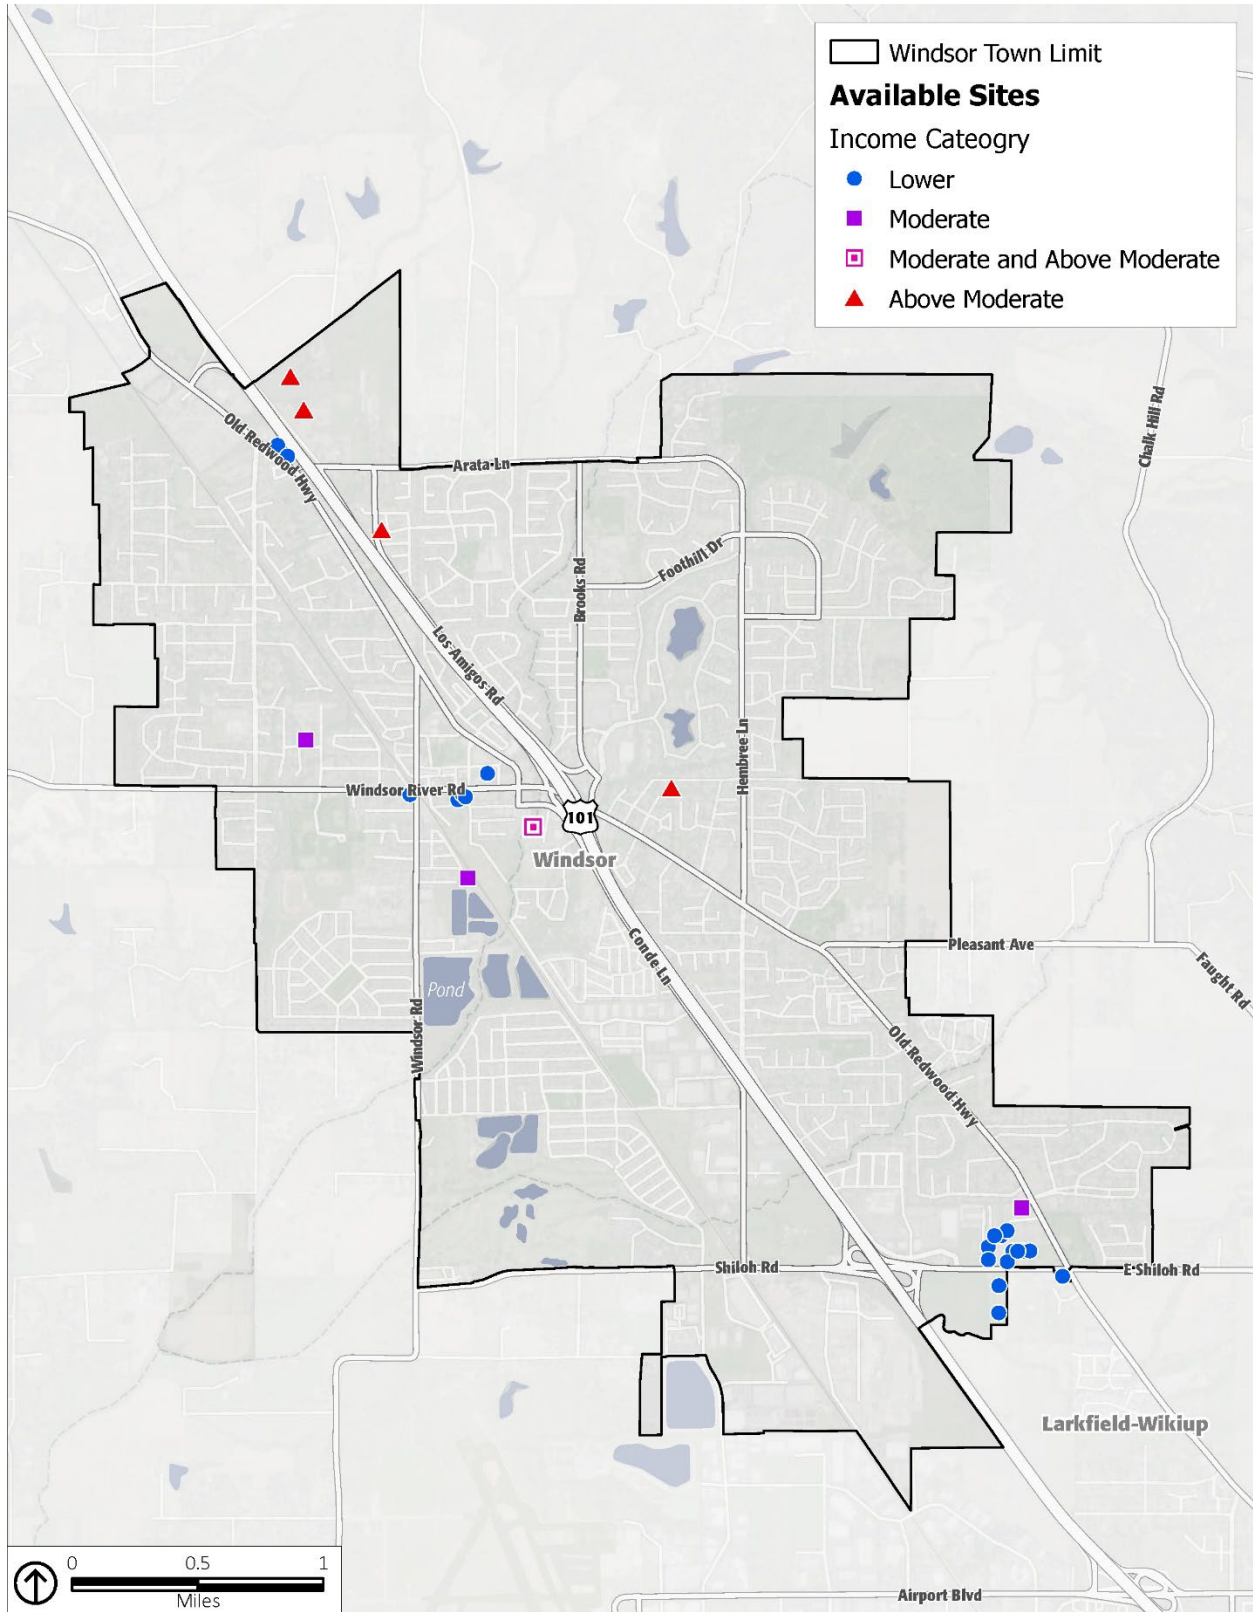 Windsor Town Limit
Available Sites
Income Cateogry
Lower
Moderate
Moderate and Above Moderate
Above Moderate
Chalk Hill Rd
Old Redwood Hwy
Arata Ln
Foothill Dr
Brooks Rd
Los Amigos Rd
Hembree Ln
Windsor River Rd
101
Windsor
Pleasant Ave
Faught Rd
Conde Ln
Pond
Windsor Rd
Old Redwood Hwy
Shiloh Rd
E Shiloh Rd
Larkfield-Wikiup
0 0.5 1
Miles
Airport Blvd